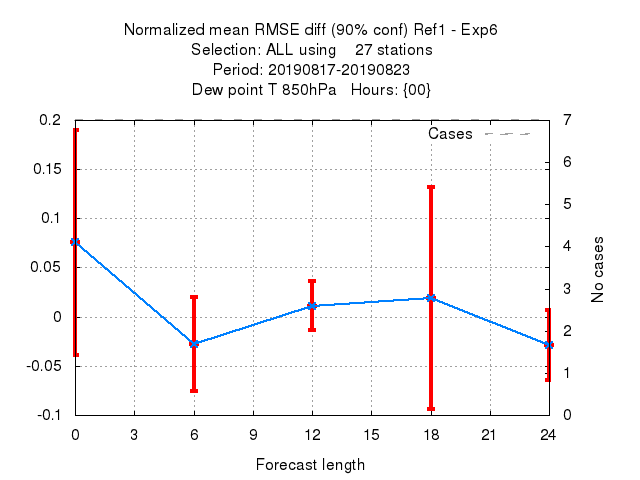 Normalized mean RMSE diff (90% conf) Ref1 - Exp6
Selection: ALL using    27 stations
Period: 20190817-20190823
Dew point T 850hPa   Hours: {00}
Cases
0.2
0.15
0.1
0.05
0
-0.05
-0.1
7
6
5
4
3
2
1
0
No cases
0 3 6 9 12 15 18 21 24
Forecast length